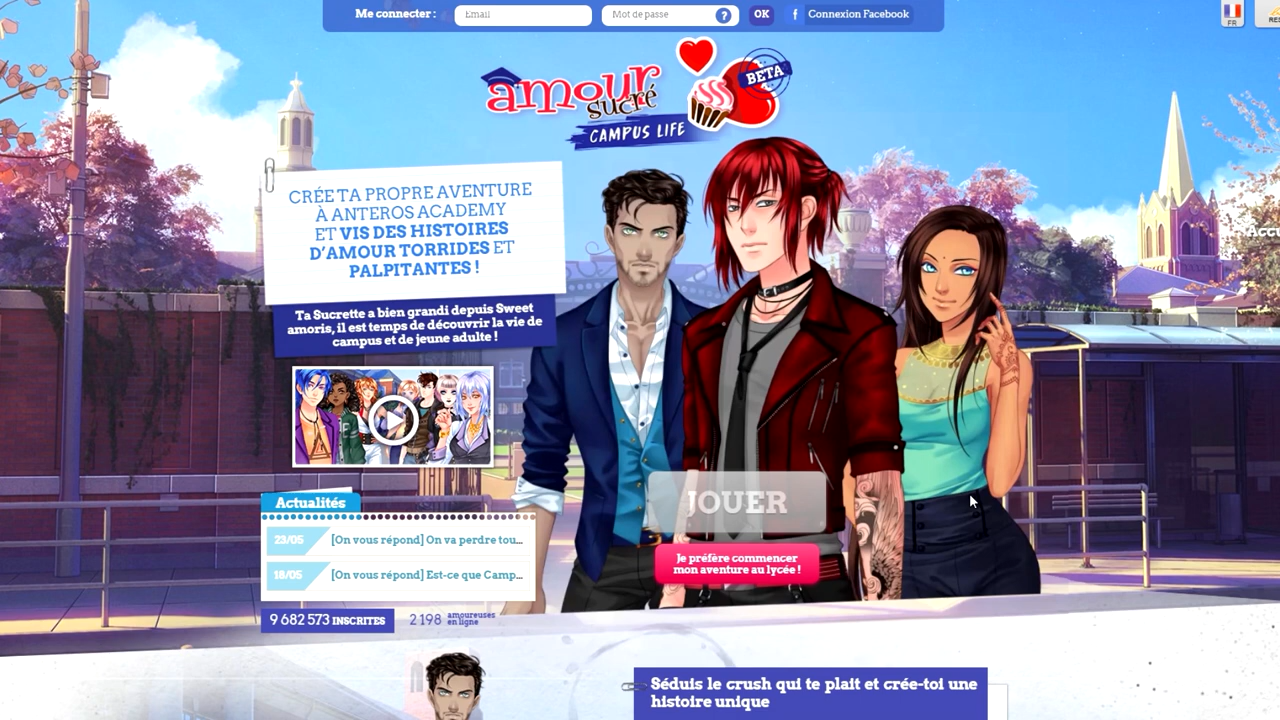 Me connecter :
Email
Mot de passe
?
OK
f
Connexion Facebook
FR
amour
sucré
BETA
CAMPUS LIFE
CRÉE TA PROPRE AVENTURE
À ANTEROS ACADEMY
ET VIS DES HISTOIRES
D'AMOUR TORRIDES ET
PALPITANTES !
Ta Sucrette a bien grandi depuis Sweet
amoris, il est temps de découvrir la vie de
campus et de jeune adulte !
JOUER
Je préfère commencer
mon aventure au lycée !
Actualités
23/05 [On vous répond] On va perdre tou...
18/05 [On vous répond] Est-ce que Camp...
9 682 573 INSCRITES
2 198 amoureuses
en ligne
Séduis le crush qui te plait et crée-toi une
histoire unique